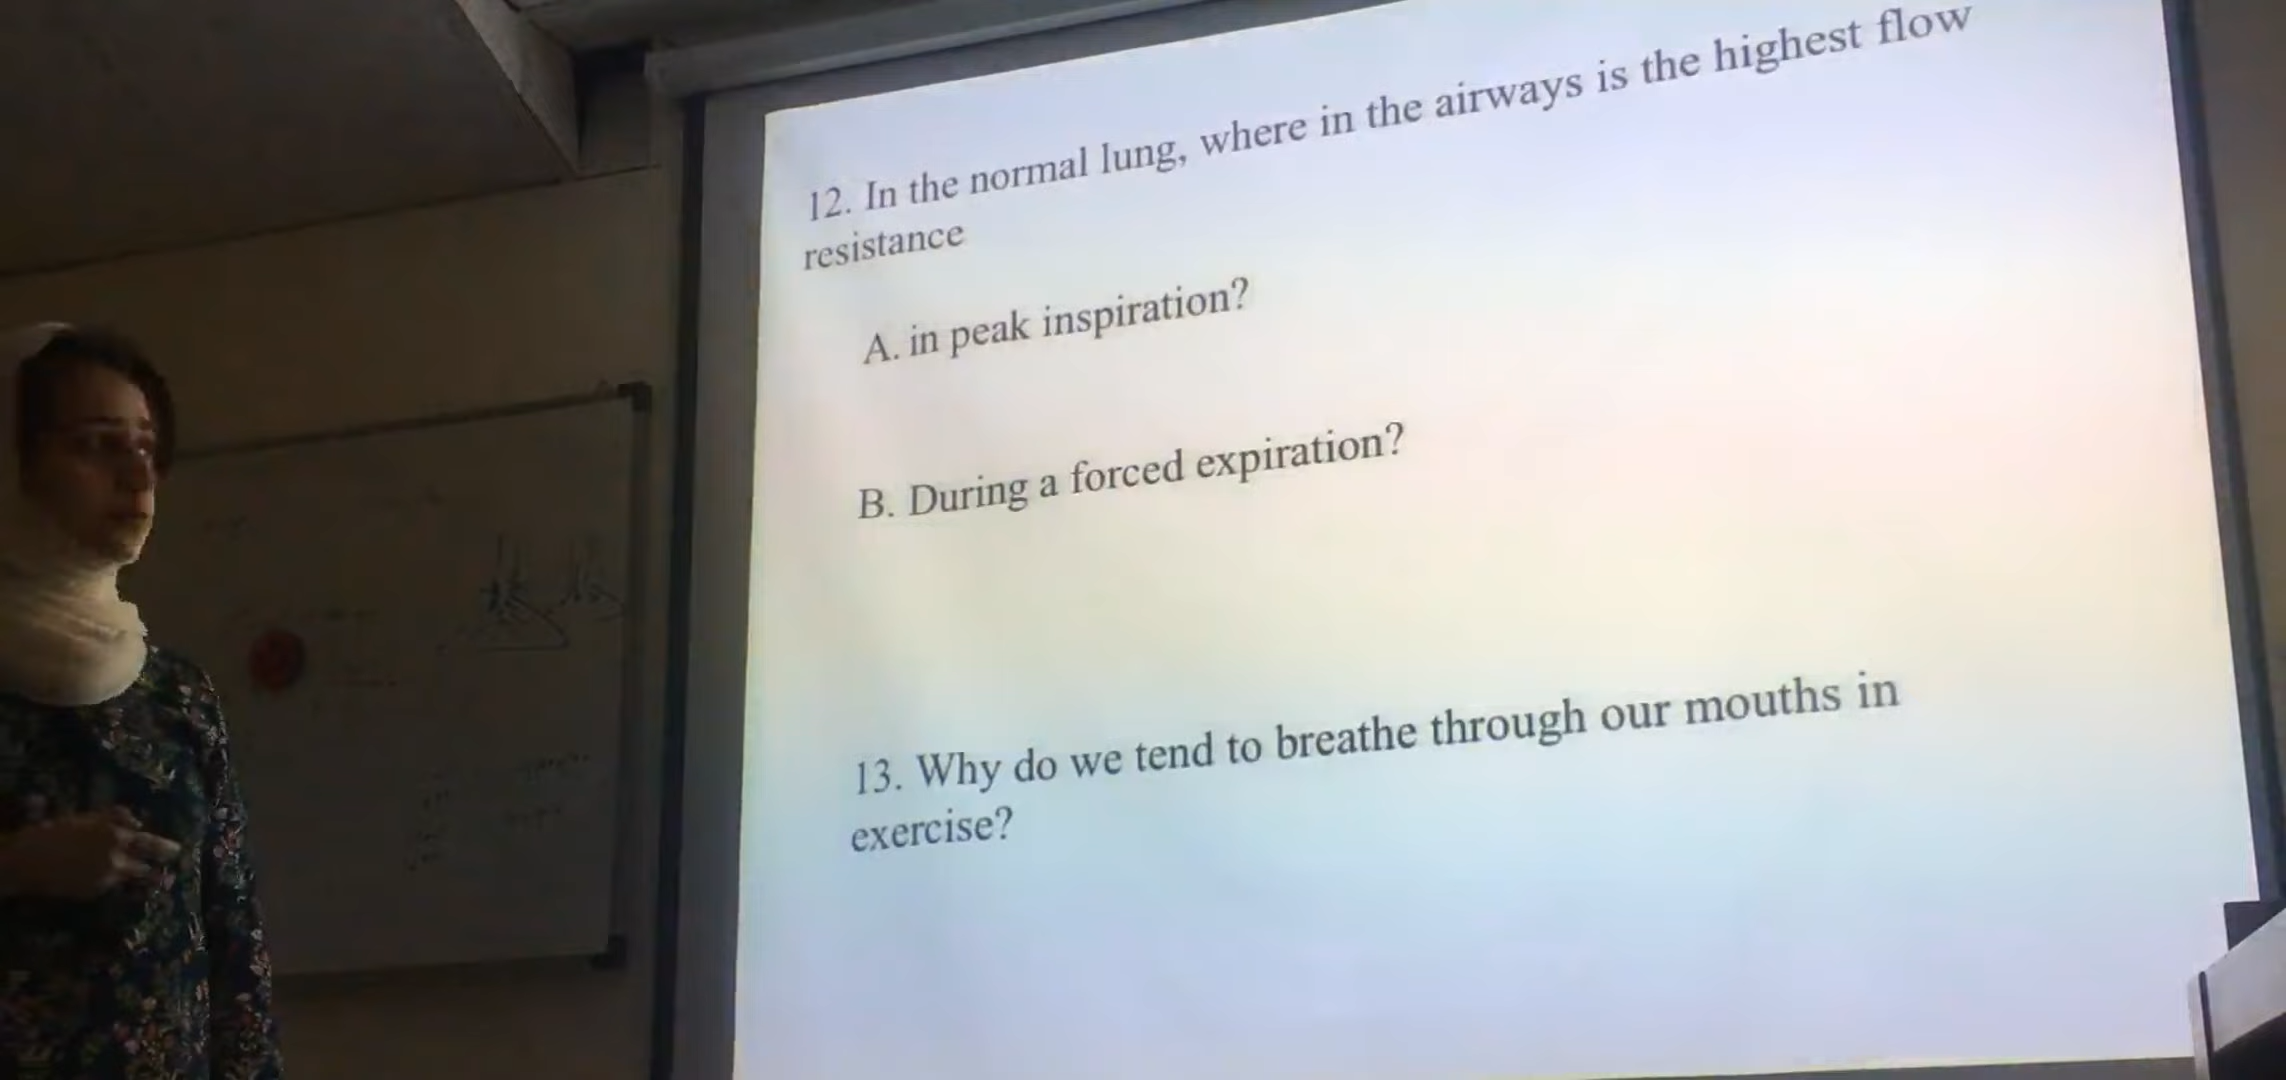 12. In the normal lung, where in the airways is the highest flow
resistance
A. in peak inspiration?
B. During a forced expiration?
13. Why do we tend to breathe through our mouths in
exercise?